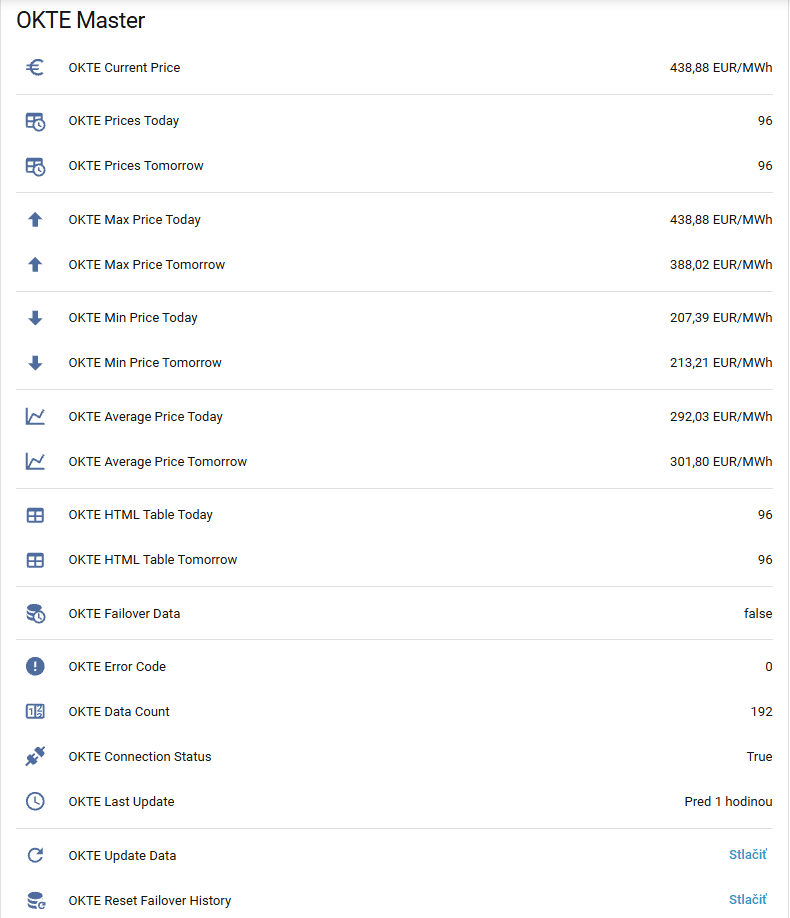 OKTE Master
OKTE Current Price 438,88 EUR/MWh
OKTE Prices Today 96
OKTE Prices Tomorrow 96
OKTE Max Price Today 438,88 EUR/MWh
OKTE Max Price Tomorrow 388,02 EUR/MWh
OKTE Min Price Today 207,39 EUR/MWh
OKTE Min Price Tomorrow 213,21 EUR/MWh
OKTE Average Price Today 292,03 EUR/MWh
OKTE Average Price Tomorrow 301,80 EUR/MWh
OKTE HTML Table Today 96
OKTE HTML Table Tomorrow 96
OKTE Failover Data false
OKTE Error Code 0
OKTE Data Count 192
OKTE Connection Status True
OKTE Last Update Pred 1 hodinou
OKTE Update Data Stlačiť
OKTE Reset Failover History Stlačiť